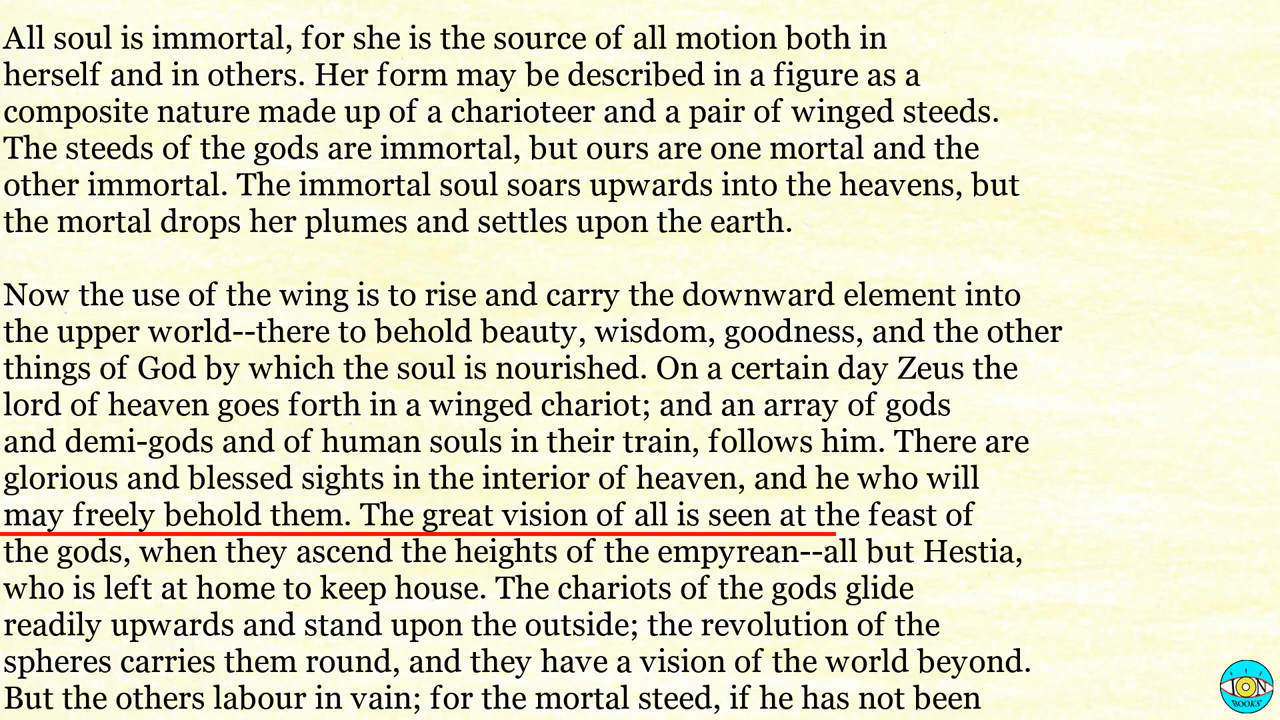 All soul is immortal, for she is the source of all motion both in
herself and in others. Her form may be described in a figure as a
composite nature made up of a charioteer and a pair of winged steeds.
The steeds of the gods are immortal, but ours are one mortal and the
other immortal. The immortal soul soars upwards into the heavens, but
the mortal drops her plumes and settles upon the earth.

Now the use of the wing is to rise and carry the downward element into
the upper world--there to behold beauty, wisdom, goodness, and the other
things of God by which the soul is nourished. On a certain day Zeus the
lord of heaven goes forth in a winged chariot; and an array of gods
and demi-gods and of human souls in their train, follows him. There are
glorious and blessed sights in the interior of heaven, and he who will
may freely behold them. The great vision of all is seen at the feast of
the gods, when they ascend the heights of the empyrean--all but Hestia,
who is left at home to keep house. The chariots of the gods glide
readily upwards and stand upon the outside; the revolution of the
spheres carries them round, and they have a vision of the world beyond.
But the others labour in vain; for the mortal steed, if he has not been
ION
BOOKS